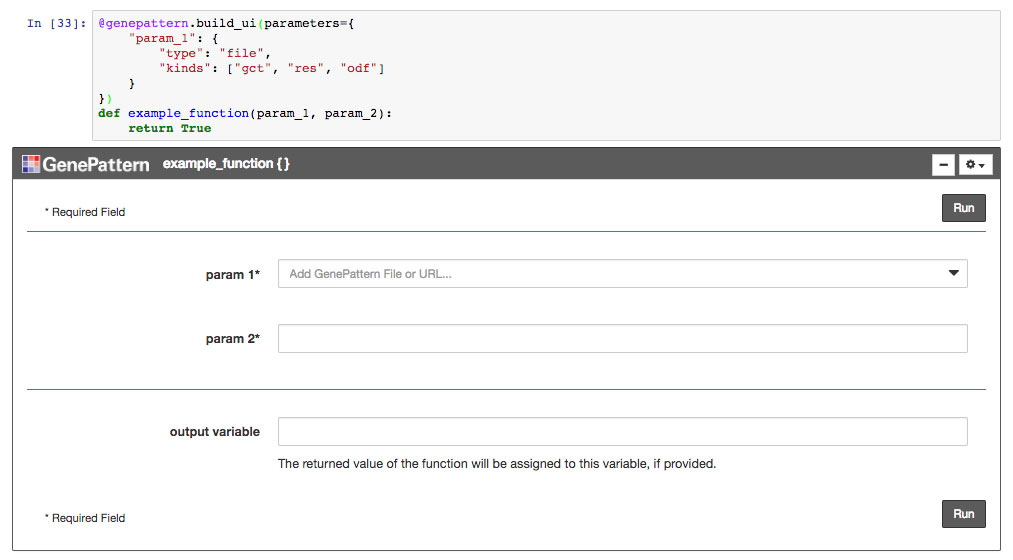 In [33]: @genepattern.build_ui(parameters={
    "param_1": {
        "type": "file",
        "kinds": ["gct", "res", "odf"]
    }
})
def example_function(param_1, param_2):
    return True
GenePattern example_function {}
* Required Field Run
param 1* Add GenePattern File or URL...
param 2*
output variable
The returned value of the function will be assigned to this variable, if provided.
* Required Field Run